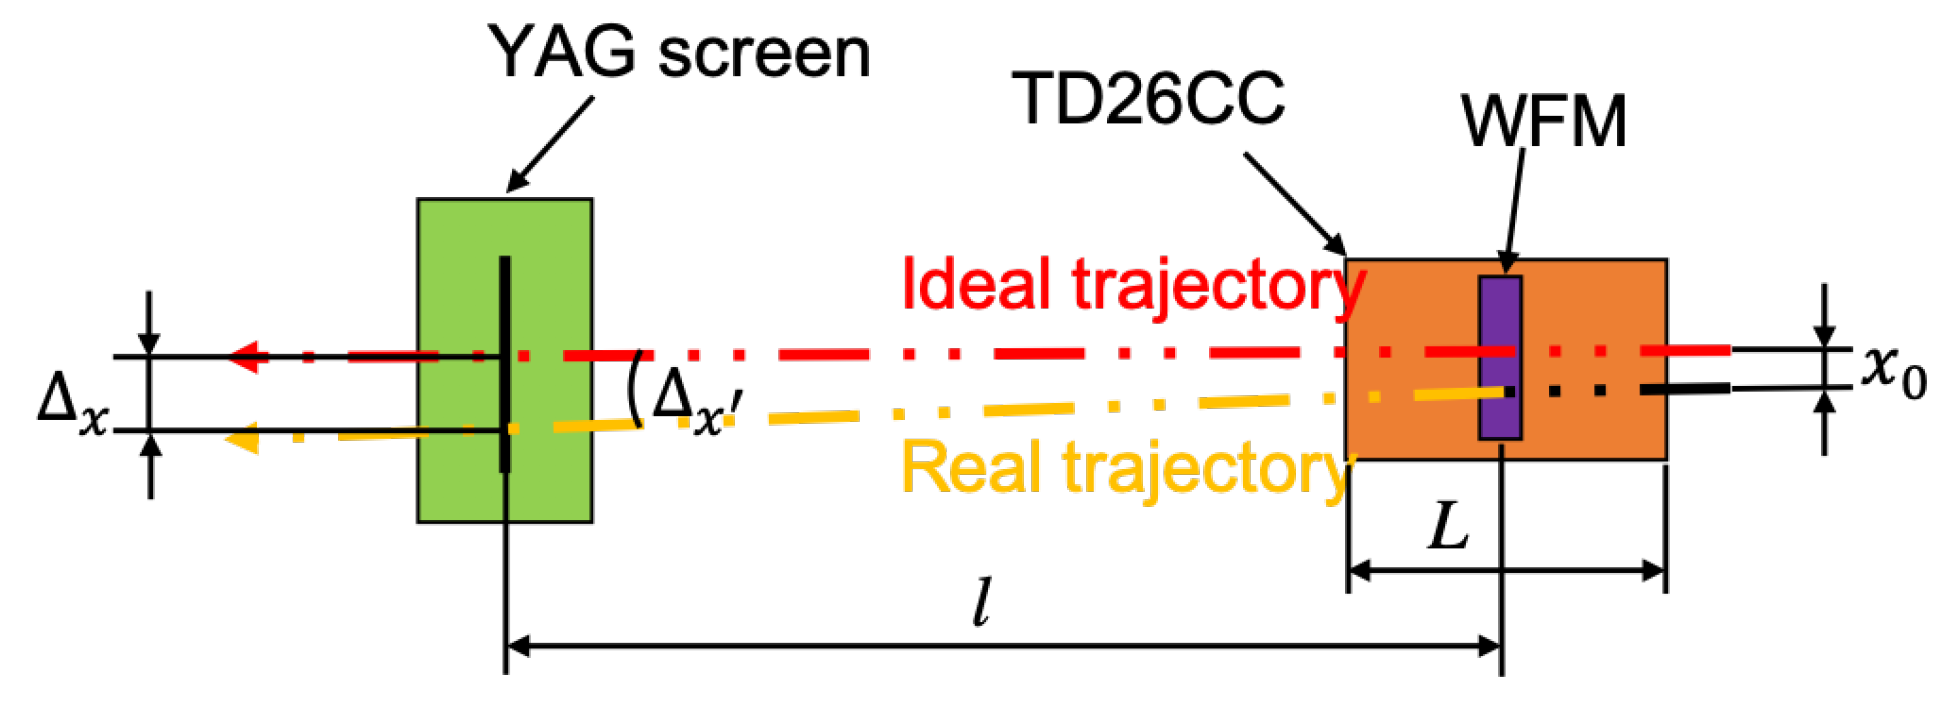 YAG screen
TD26CC
WFM
Ideal trajectory
Δx
Δx′
x0
Real trajectory
L
l